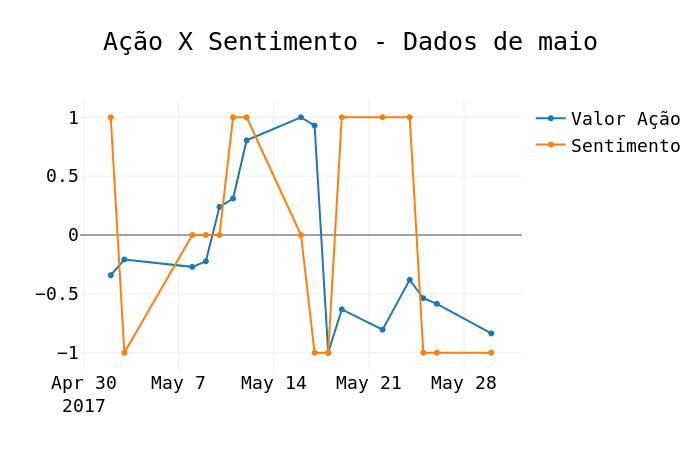 Ação X Sentimento - Dados de maio
Valor Ação
Sentimento
1
0.5
0
−0.5
−1
Apr 30 May 7 May 14 May 21 May 28
2017